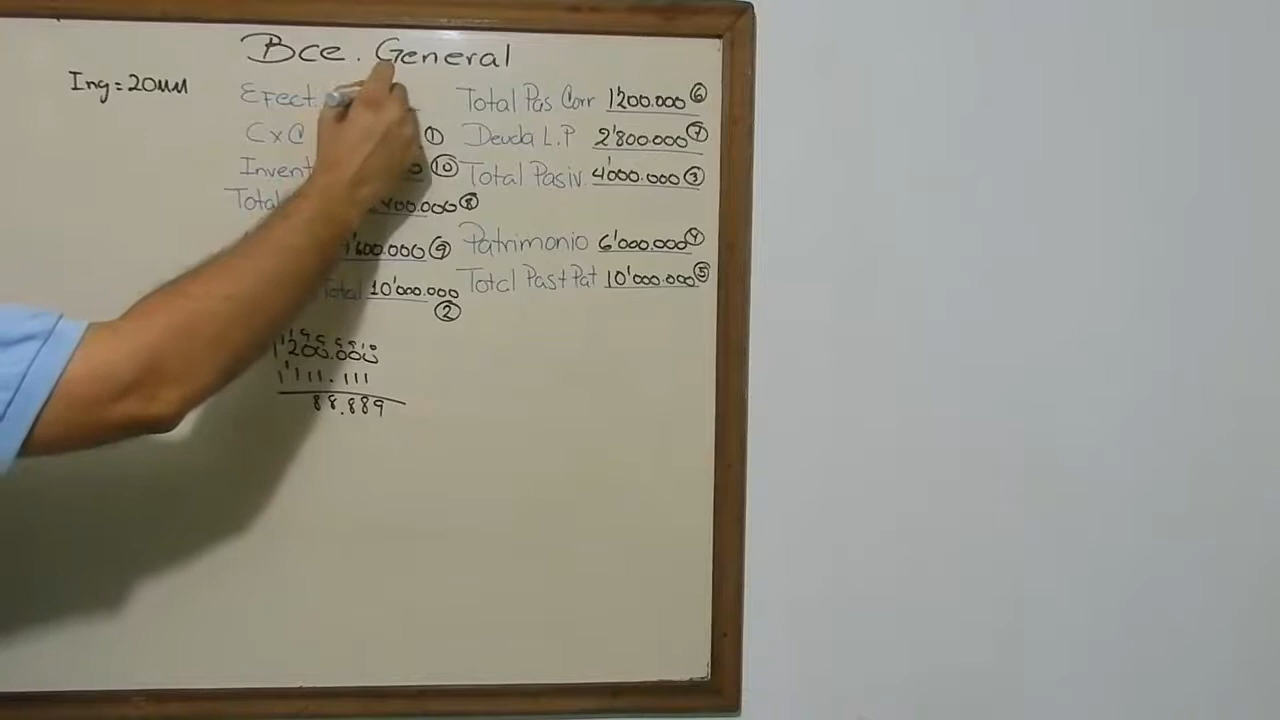 Bce. General
Ing = 20MM
Efect.
Total Pas Corr 1'200.000 ⑥
CxC ①
Deuda L.P 2'800.000 ⑦
Invent ⑩
Total Pasiv. 4'000.000 ③
Total 400.000 ⑧
Patrimonio 6'000.000 ④
'600.000 ⑨
Total Pas+Pat 10'000.000 ⑤
Total 10'000.000
②
1'200.000
1'111.111
88.889